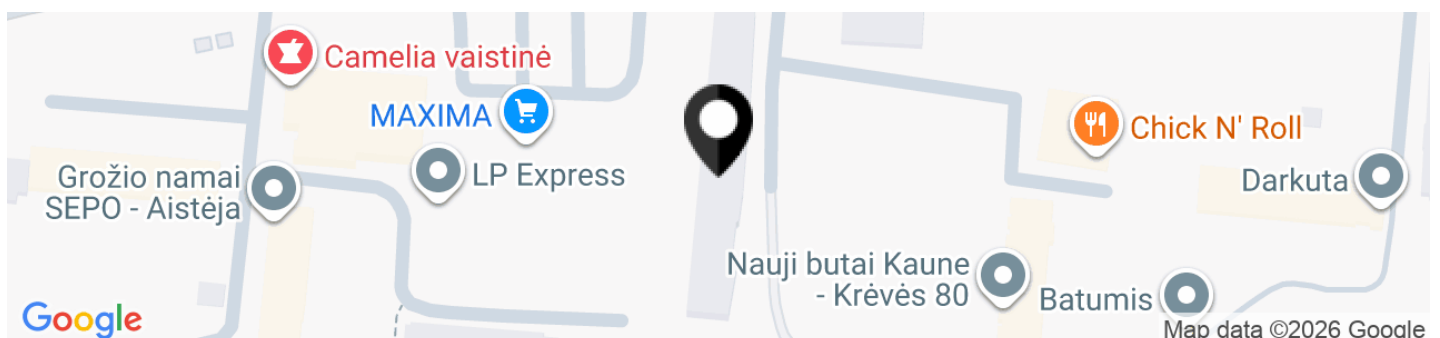 Camelia vaistinė
MAXIMA
Chick N' Roll
LP Express
Grožio namai
SEPO - Aistėja
Darkuta
Nauji butai Kaune
- Krėvės 80
Batumis
Google
Map data ©2026 Google